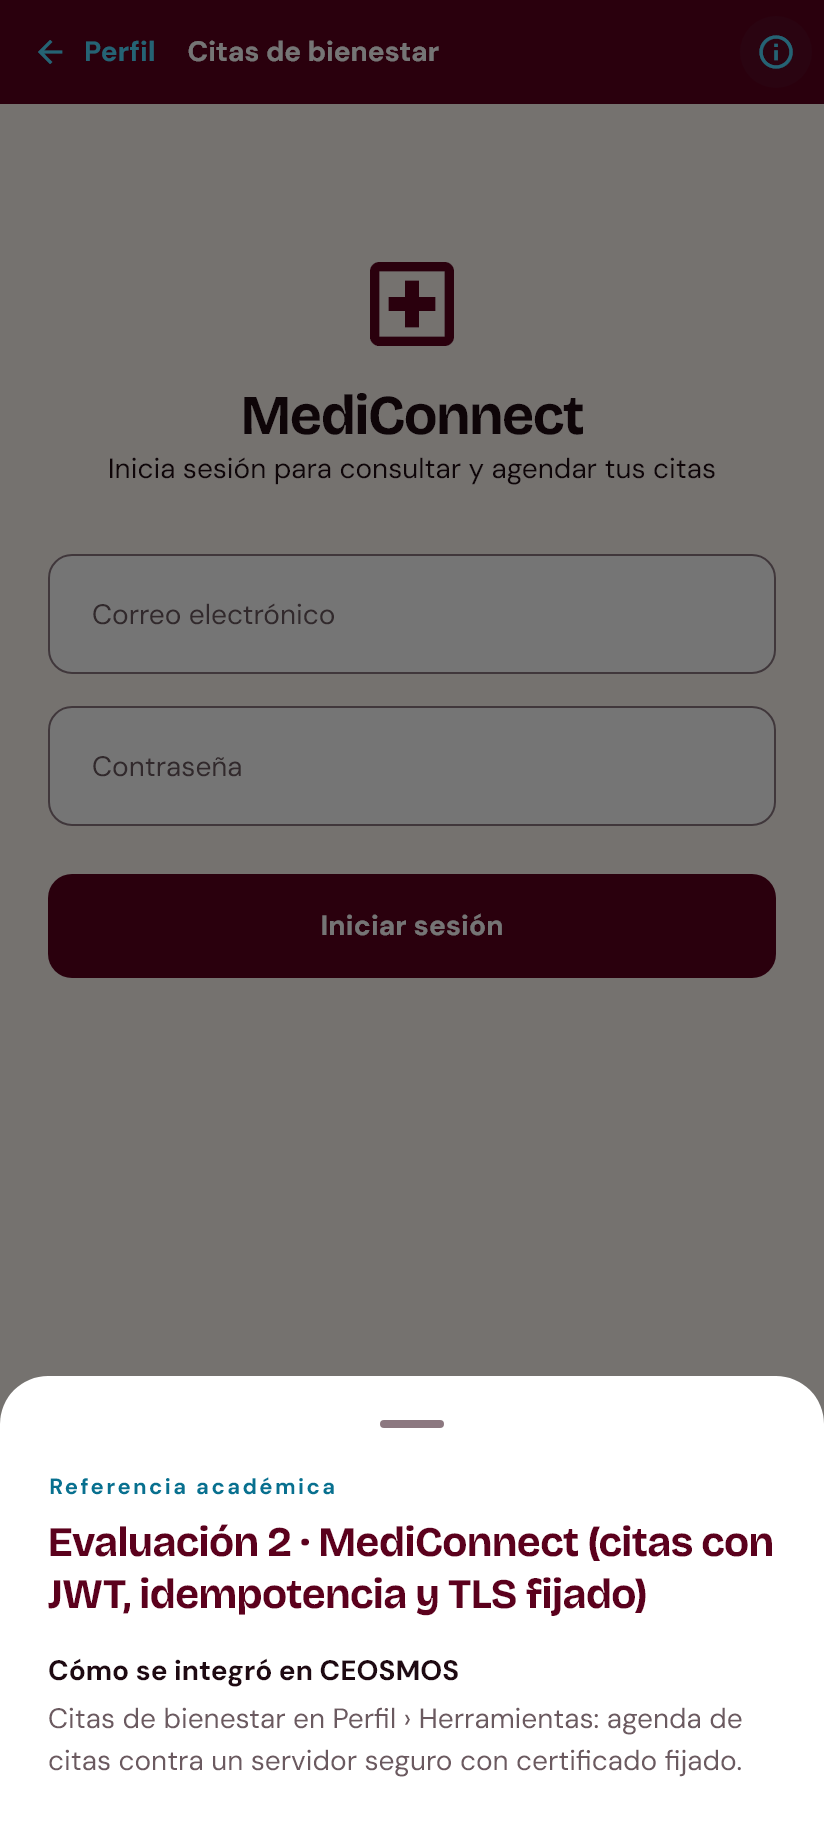 Perfil Citas de bienestar
MediConnect
Inicia sesión para consultar y agendar tus citas
Correo electrónico
Contraseña
Iniciar sesión
Referencia académica
Evaluación 2 · MediConnect (citas con
JWT, idempotencia y TLS fijado)
Cómo se integró en CEOSMOS
Citas de bienestar en Perfil › Herramientas: agenda de
citas contra un servidor seguro con certificado fijado.